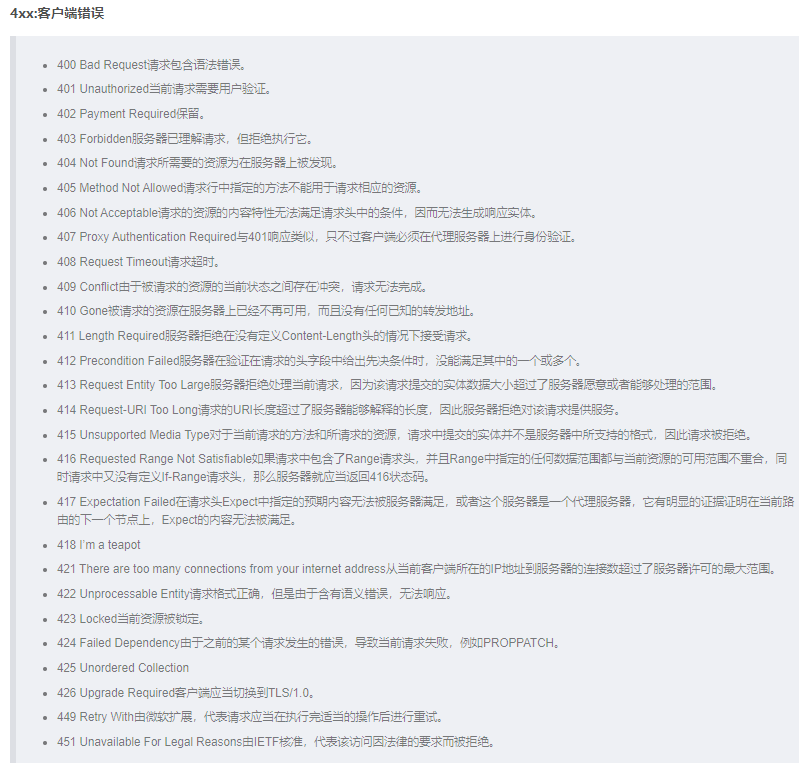 4xx:客户端错误
400 Bad Request请求包含语法错误。
401 Unauthorized当前请求需要用户验证。
402 Payment Required保留。
403 Forbidden服务器已理解请求，但拒绝执行它。
404 Not Found请求所需要的资源为在服务器上被发现。
405 Method Not Allowed请求行中指定的方法不能用于请求相应的资源。
406 Not Acceptable请求的资源的内容特性无法满足请求头中的条件，因而无法生成响应实体。
407 Proxy Authentication Required与401响应类似，只不过客户端必须在代理服务器上进行身份验证。
408 Request Timeout请求超时。
409 Conflict由于被请求的资源的当前状态之间存在冲突，请求无法完成。
410 Gone被请求的资源在服务器上已经不再可用，而且没有任何已知的转发地址。
411 Length Required服务器拒绝在没有定义Content-Length头的情况下接受请求。
412 Precondition Failed服务器在验证在请求的头字段中给出先决条件时，没能满足其中的一个或多个。
413 Request Entity Too Large服务器拒绝处理当前请求，因为该请求提交的实体数据大小超过了服务器愿意或者能够处理的范围。
414 Request-URI Too Long请求的URI长度超过了服务器能够解释的长度，因此服务器拒绝对该请求提供服务。
415 Unsupported Media Type对于当前请求的方法和所请求的资源，请求中提交的实体并不是服务器中所支持的格式，因此请求被拒绝。
416 Requested Range Not Satisfiable如果请求中包含了Range请求头，并且Range中指定的任何数据范围都与当前资源的可用范围不重合，同
时请求中又没有定义If-Range请求头，那么服务器就应当返回416状态码。
417 Expectation Failed在请求头Expect中指定的预期内容无法被服务器满足，或者这个服务器是一个代理服务器，它有明显的证据证明在当前路
由的下一个节点上，Expect的内容无法被满足。
418 I'm a teapot
421 There are too many connections from your internet address从当前客户端所在的IP地址到服务器的连接数超过了服务器许可的最大范围。
422 Unprocessable Entity请求格式正确，但是由于含有语义错误，无法响应。
423 Locked当前资源被锁定。
424 Failed Dependency由于之前的某个请求发生的错误，导致当前请求失败，例如PROPPATCH。
425 Unordered Collection
426 Upgrade Required客户端应当切换到TLS/1.0。
449 Retry With由微软扩展，代表请求应当在执行完适当的操作后进行重试。
451 Unavailable For Legal Reasons由IETF核准，代表该访问因法律的要求而被拒绝。